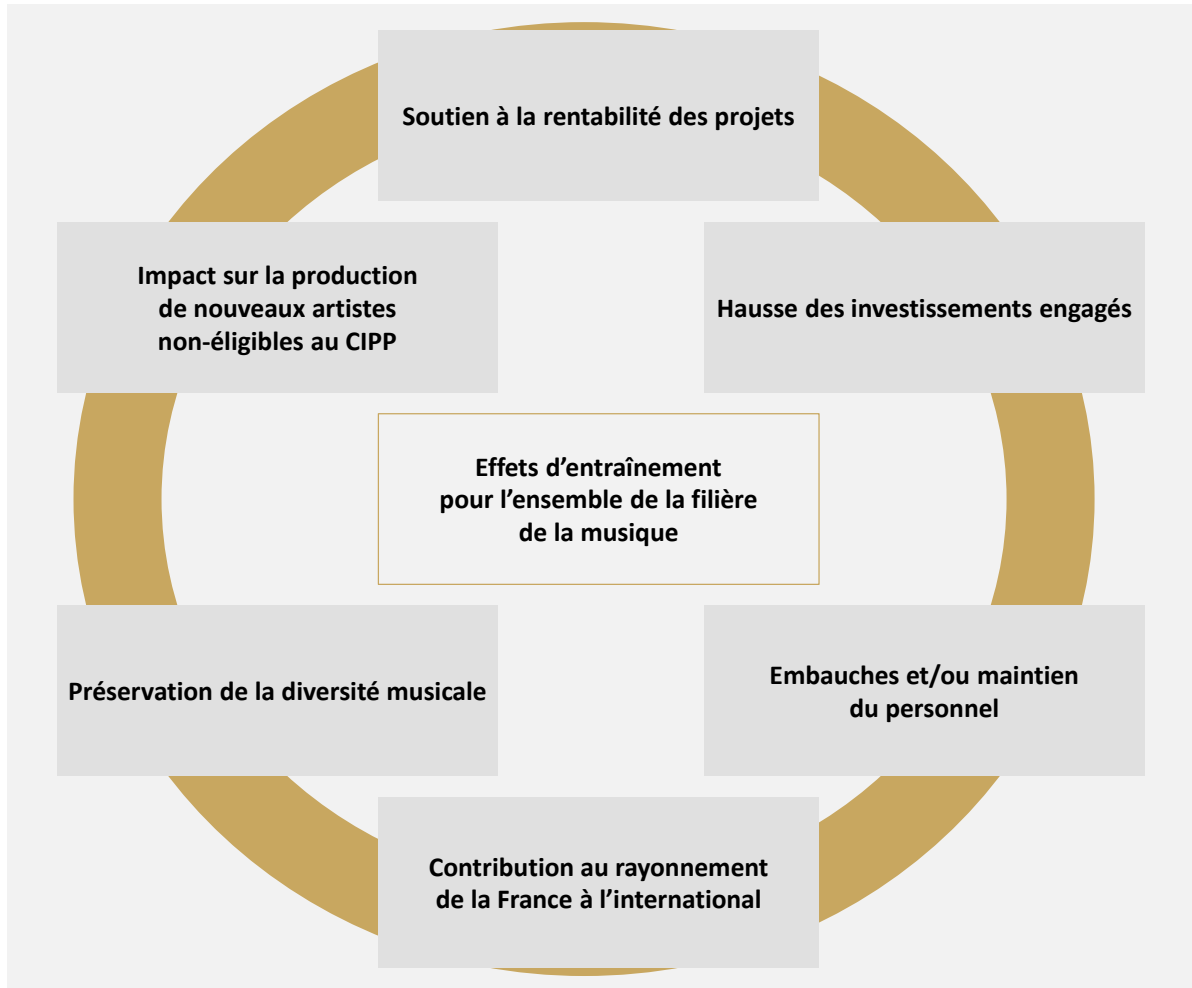 Soutien à la rentabilité des projets
Impact sur la production
de nouveaux artistes
non-éligibles au CIPP
Hausse des investissements engagés
Effets d’entraînement
pour l’ensemble de la filière
de la musique
Préservation de la diversité musicale
Embauches et/ou maintien
du personnel
Contribution au rayonnement
de la France à l’international